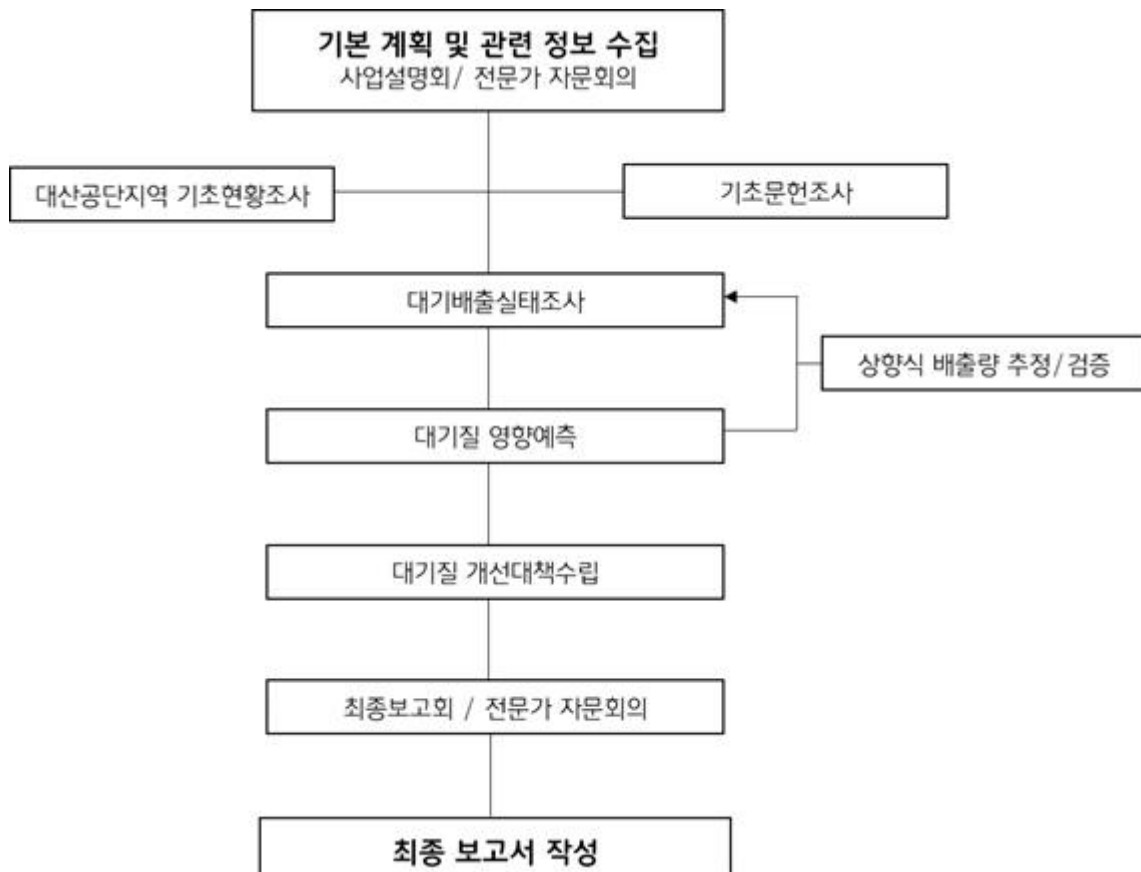 기본 계획 및 관련 정보 수집
사업설명회/ 전문가 자문회의
대산공단지역 기초현황조사
기초문헌조사
대기배출실태조사
상향식 배출량 추정/검증
대기질 영향예측
대기질 개선대책수립
최종보고회 / 전문가 자문회의
최종 보고서 작성